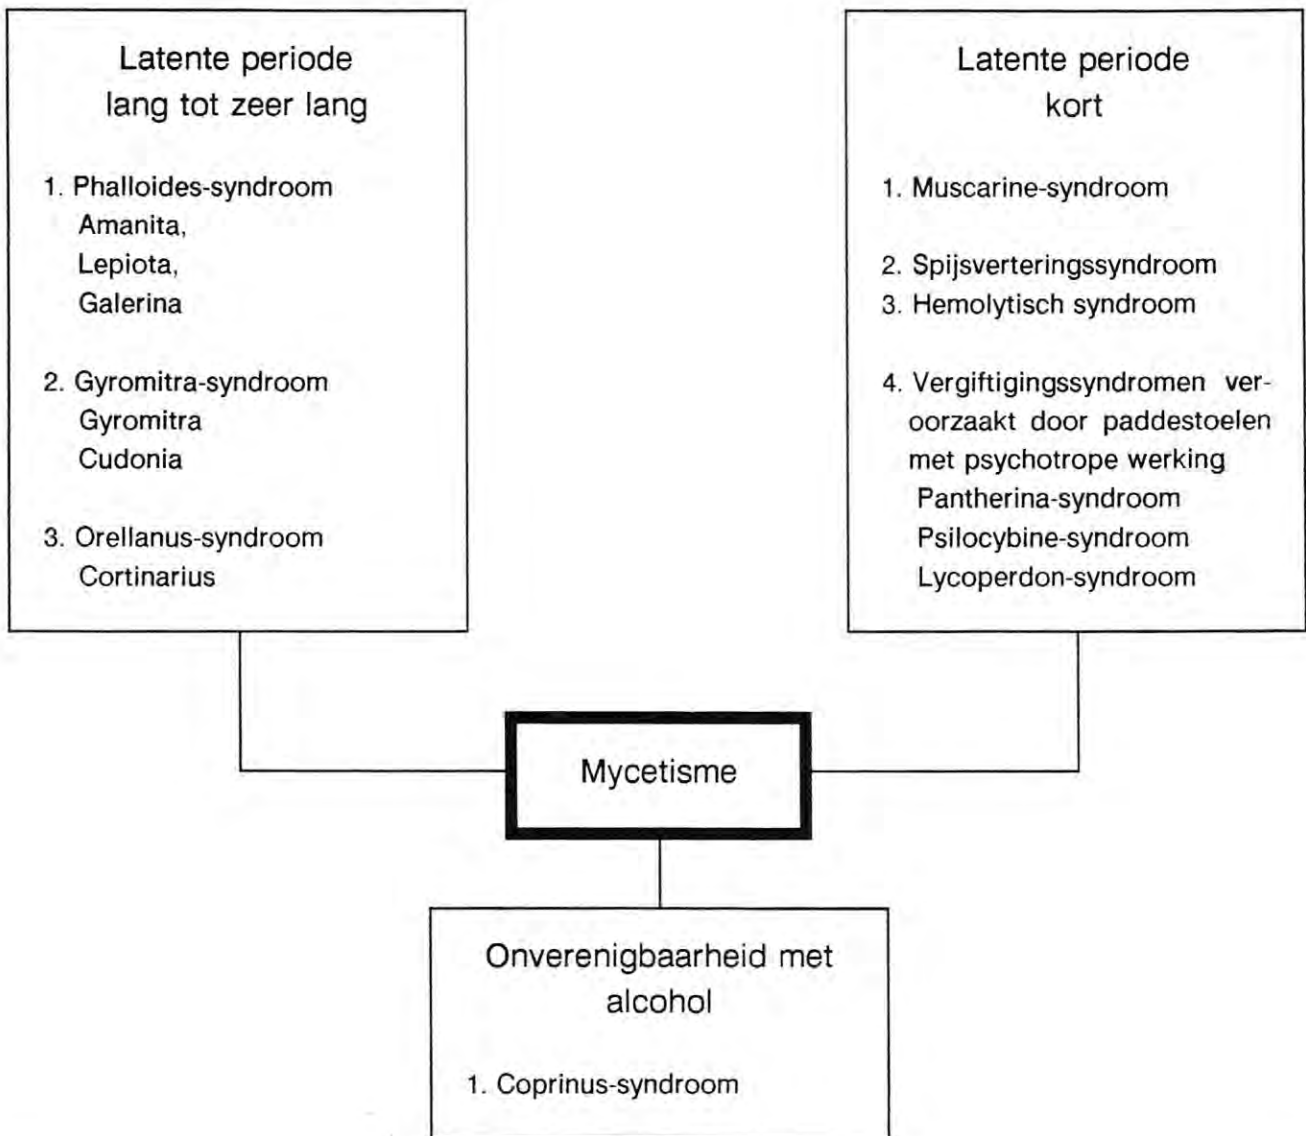 Latente periode
lang tot zeer lang
1. Phalloides-syndroom
Amanita,
Lepiota,
Galerina
2. Gyromitra-syndroom
Gyromitra
Cudonia
3. Orellanus-syndroom
Cortinarius
Latente periode
kort
1. Muscarine-syndroom
2. Spijsverteringssyndroom
3. Hemolytisch syndroom
4. Vergiftigingssyndromen ver-
oorzaakt door paddestoelen
met psychotrope werking
Pantherina-syndroom
Psilocybine-syndroom
Lycoperdon-syndroom
Mycetisme
Onverenigbaarheid met
alcohol
1. Coprinus-syndroom